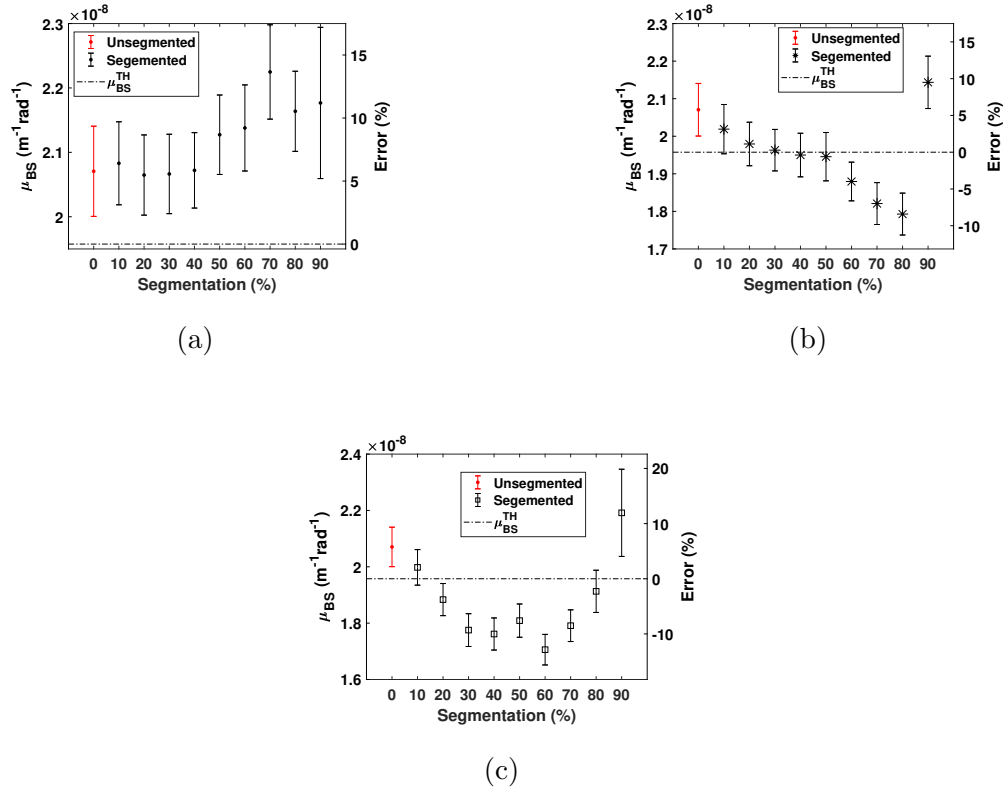 ×10⁻⁸
2.3
2.2
2.1
2
μBS (m⁻¹rad⁻¹)
Unsegmented
Segemented
μBS^TH
15
10
5
0
Error (%)
0 10 20 30 40 50 60 70 80 90
Segmentation (%)
(a)
×10⁻⁸
2.3
2.2
2.1
2
1.9
1.8
1.7
μBS (m⁻¹rad⁻¹)
Unsegmented
Segemented
μBS^TH
15
10
5
0
-5
-10
Error (%)
0 10 20 30 40 50 60 70 80 90
Segmentation (%)
(b)
×10⁻⁸
2.4
2.2
2
1.8
1.6
μBS (m⁻¹rad⁻¹)
Unsegmented
Segemented
μBS^TH
20
10
0
-10
Error (%)
0 10 20 30 40 50 60 70 80 90
Segmentation (%)
(c)